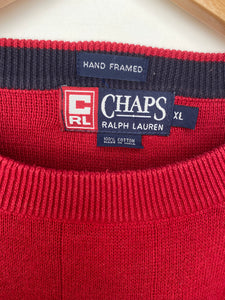 HAND FRAMED
C
RL
CHAPS
RALPH LAUREN
XL
100% COTTON